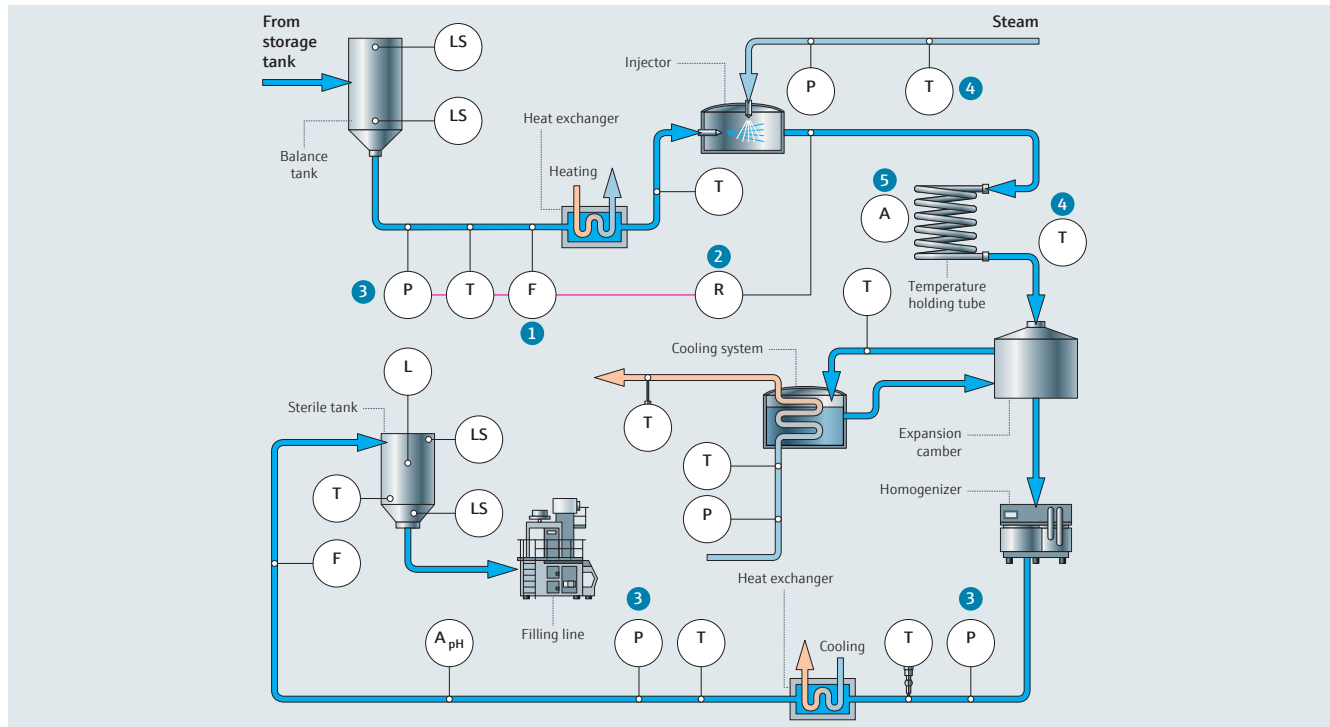 From
storage
tank
LS
LS
Balance
tank
Steam
Injector
P
T
4
Heat exchanger
Heating
T
5
A
4
T
Temperature
holding tube
3
P
T
F
1
2
R
T
Cooling system
T
T
P
Expansion
camber
Homogenizer
L
Sterile tank
LS
T
LS
F
Filling line
Heat exchanger
Cooling
A pH
3
P
T
T
3
P